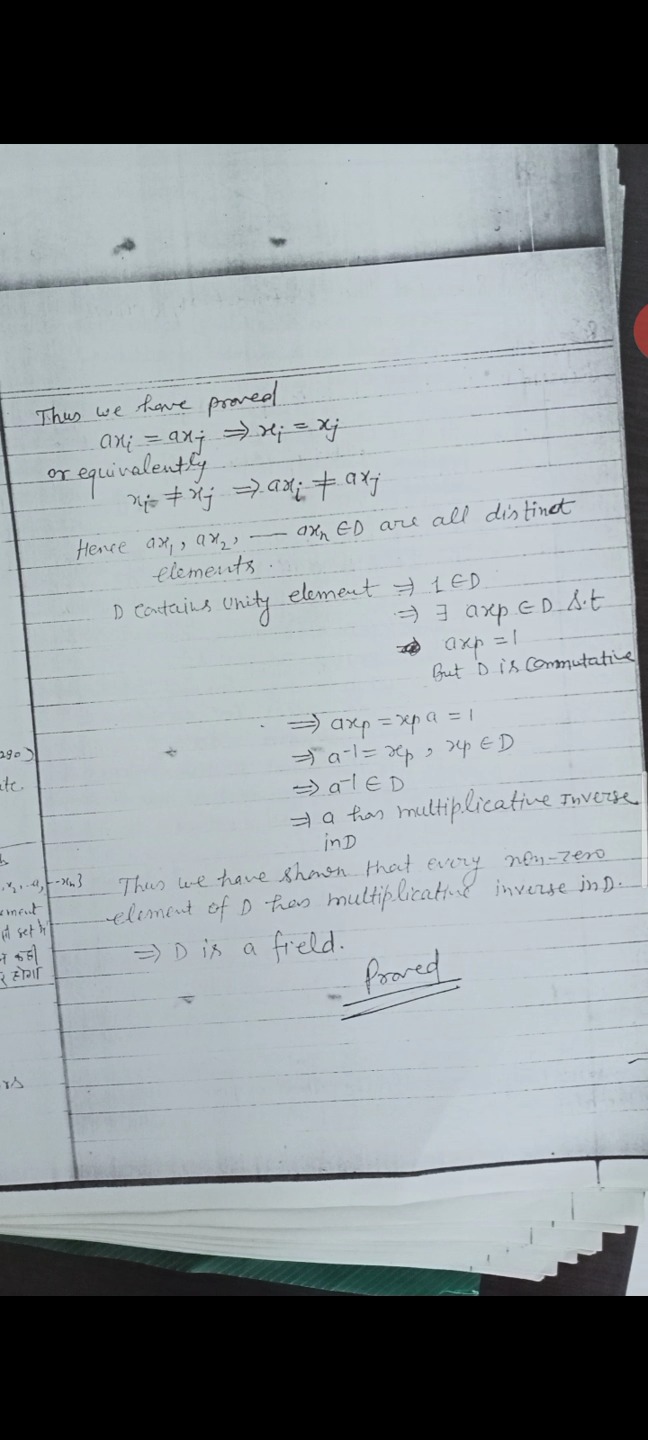 Thus we have proved
axᵢ = axⱼ ⇒ xᵢ = xⱼ
or equivalently
xᵢ ≠ xⱼ ⇒ axᵢ ≠ axⱼ
Hence ax₁, ax₂, — axₙ ∈ D are all distinct
elements.
D contains unity element ⇒ 1 ∈ D
⇒ ∃ axp ∈ D s.t
⇒ axp = 1
But D is commutative
⇒ axp = xpa = 1
⇒ a⁻¹ = xp, xp ∈ D
⇒ a⁻¹ ∈ D
⇒ a has multiplicative inverse
in D
Thus we have shown that every non-zero
element of D has multiplicative inverse in D.
⇒ D is a field.
Proved